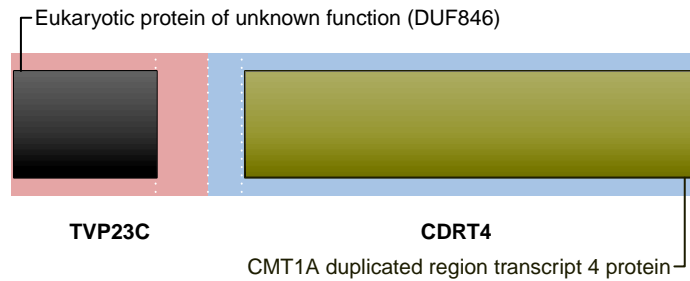 Eukaryotic protein of unknown function (DUF846)
TVP23C
CDRT4
CMT1A duplicated region transcript 4 protein